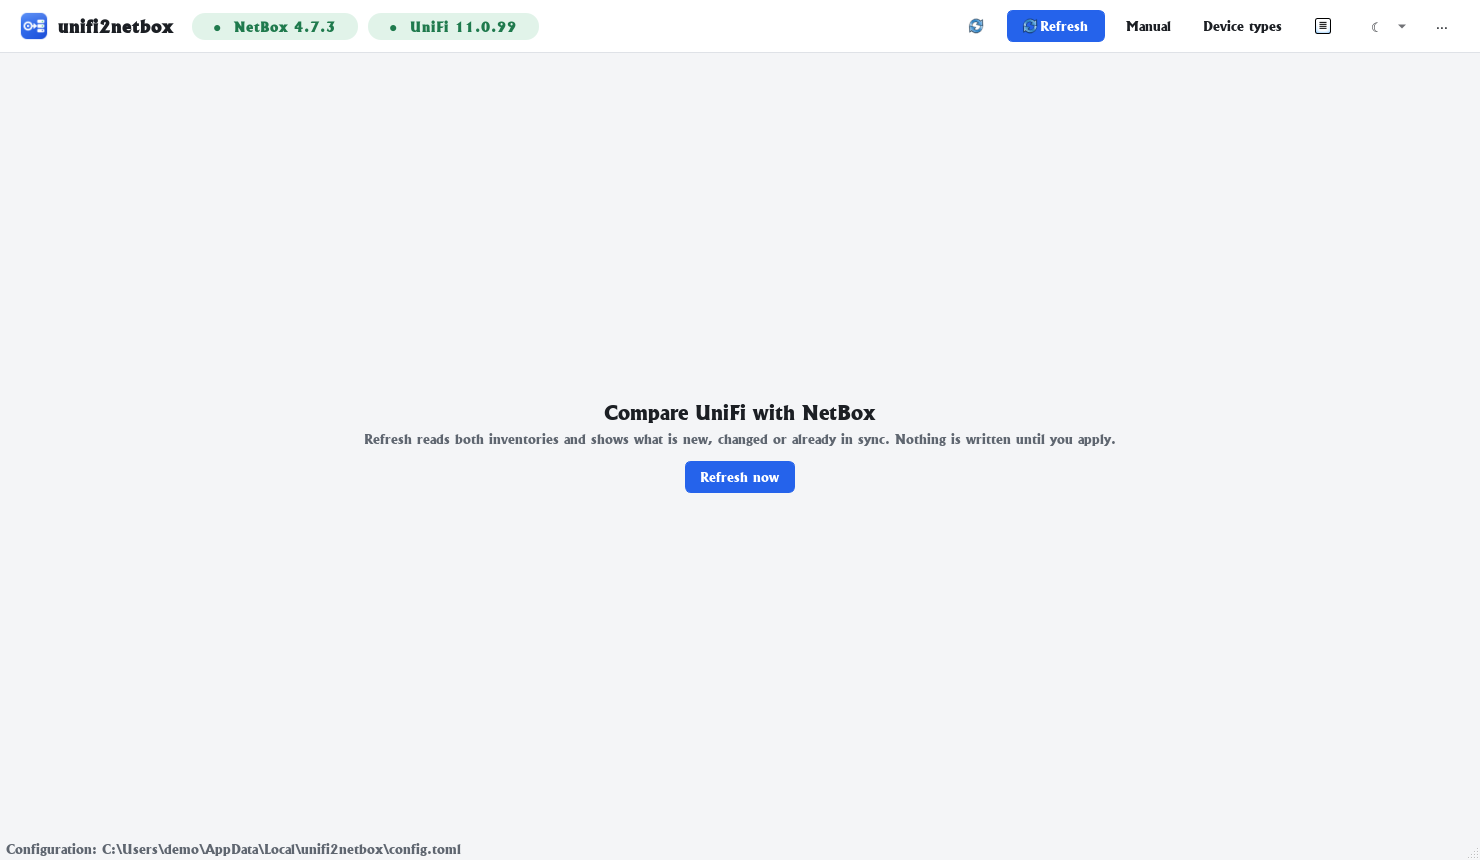 unifi2netbox
● NetBox 4.7.3
● UniFi 11.0.99
Refresh
Manual
Device types
...
Compare UniFi with NetBox
Refresh reads both inventories and shows what is new, changed or already in sync. Nothing is written until you apply.
Refresh now
Configuration: C:\Users\demo\AppData\Local\unifi2netbox\config.toml